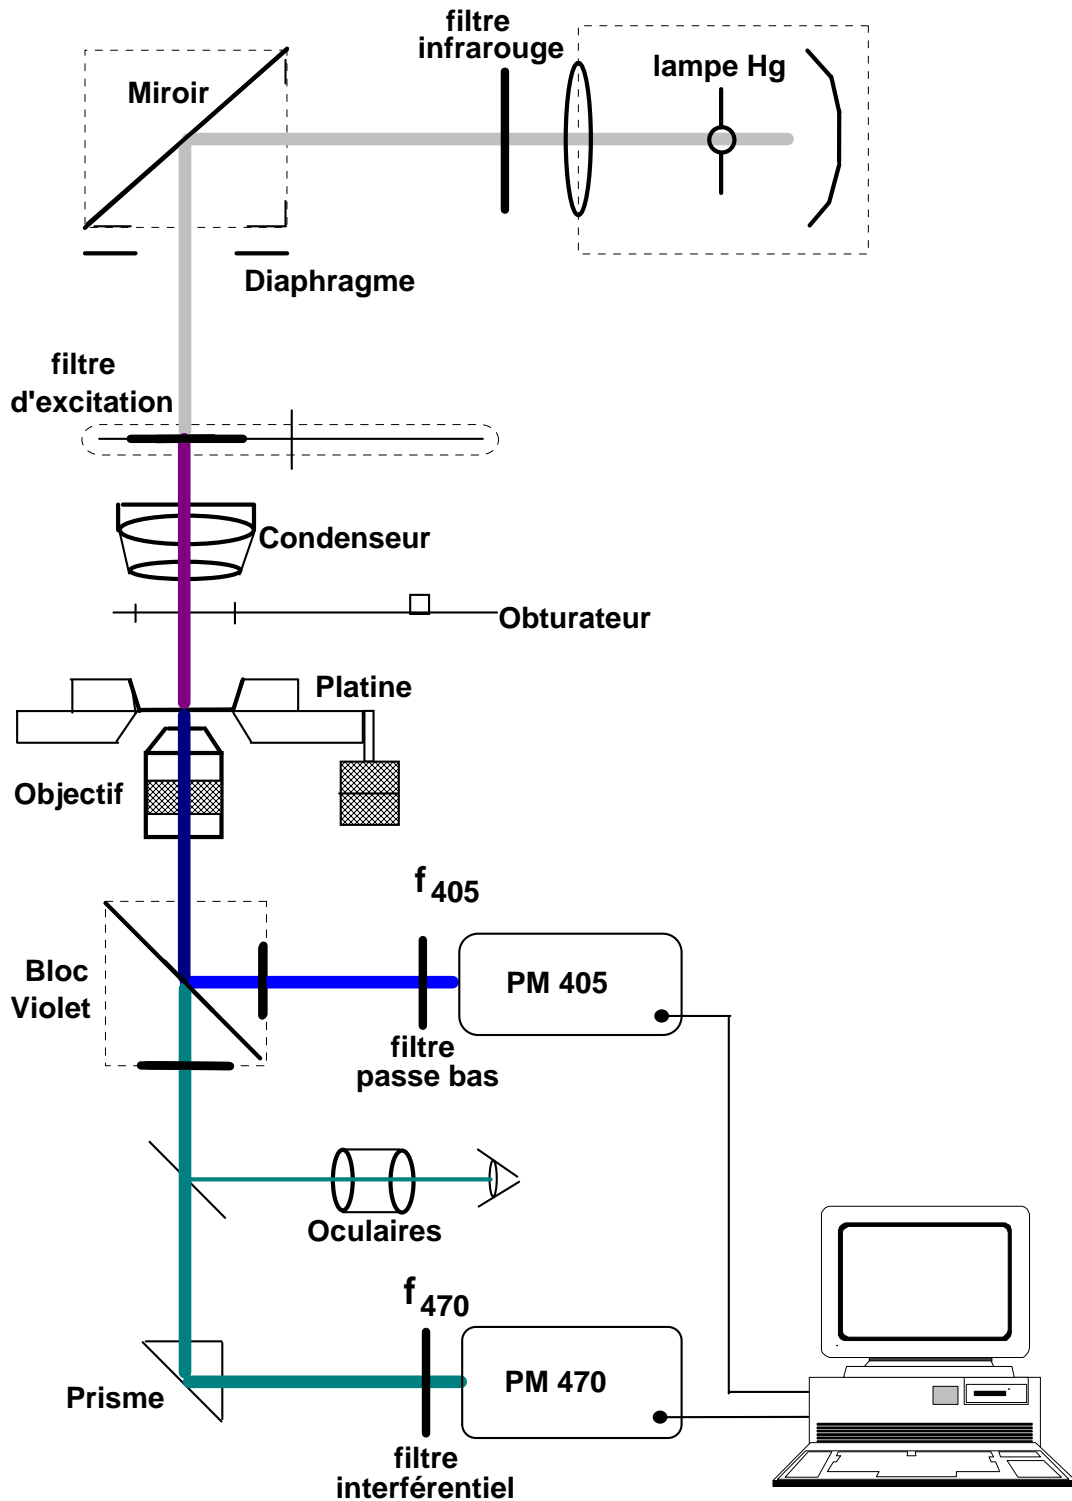 filtre
infrarouge
lampe Hg
Miroir
Diaphragme
filtre
d'excitation
Condenseur
Obturateur
Platine
Objectif
f 405
Bloc
Violet
PM 405
filtre
passe bas
Oculaires
f 470
PM 470
Prisme
filtre
interférentiel